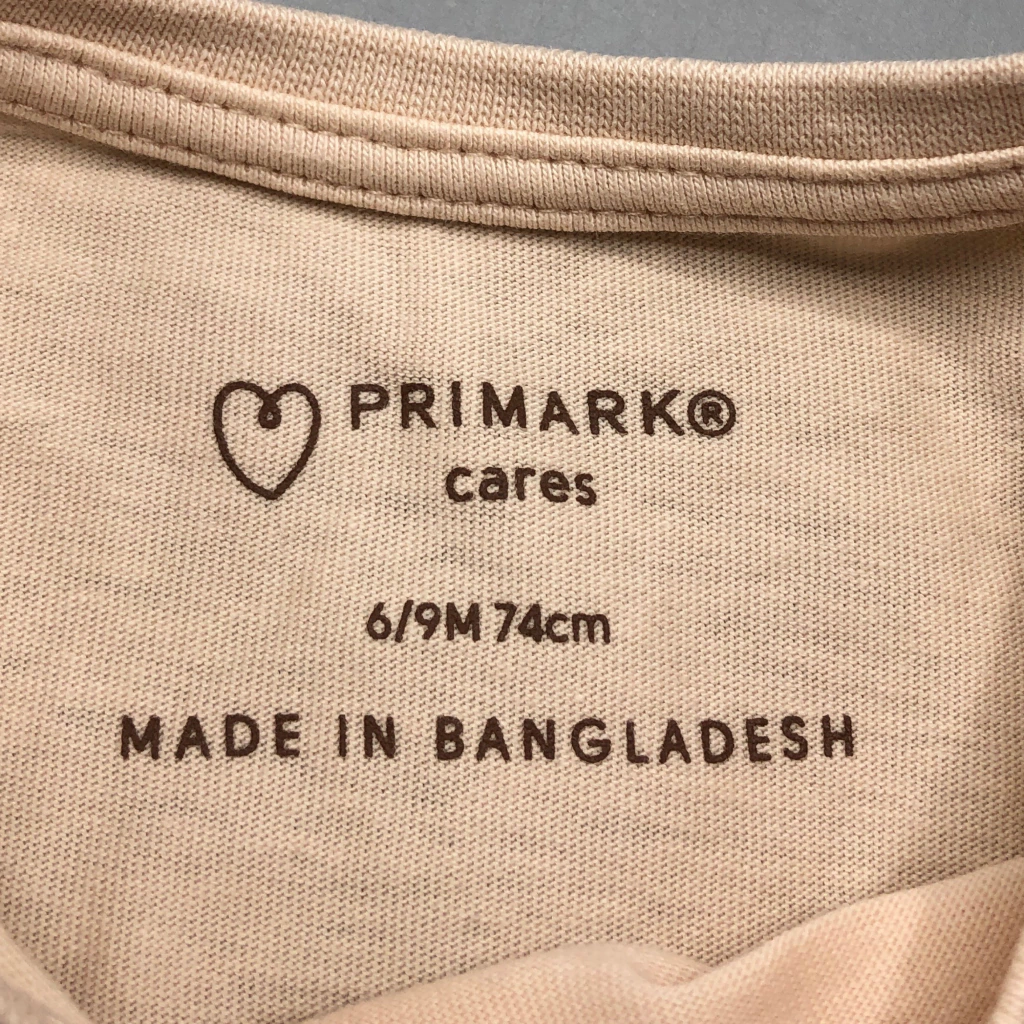 PRIMARK®
cares
6/9M 74cm
MADE IN BANGLADESH